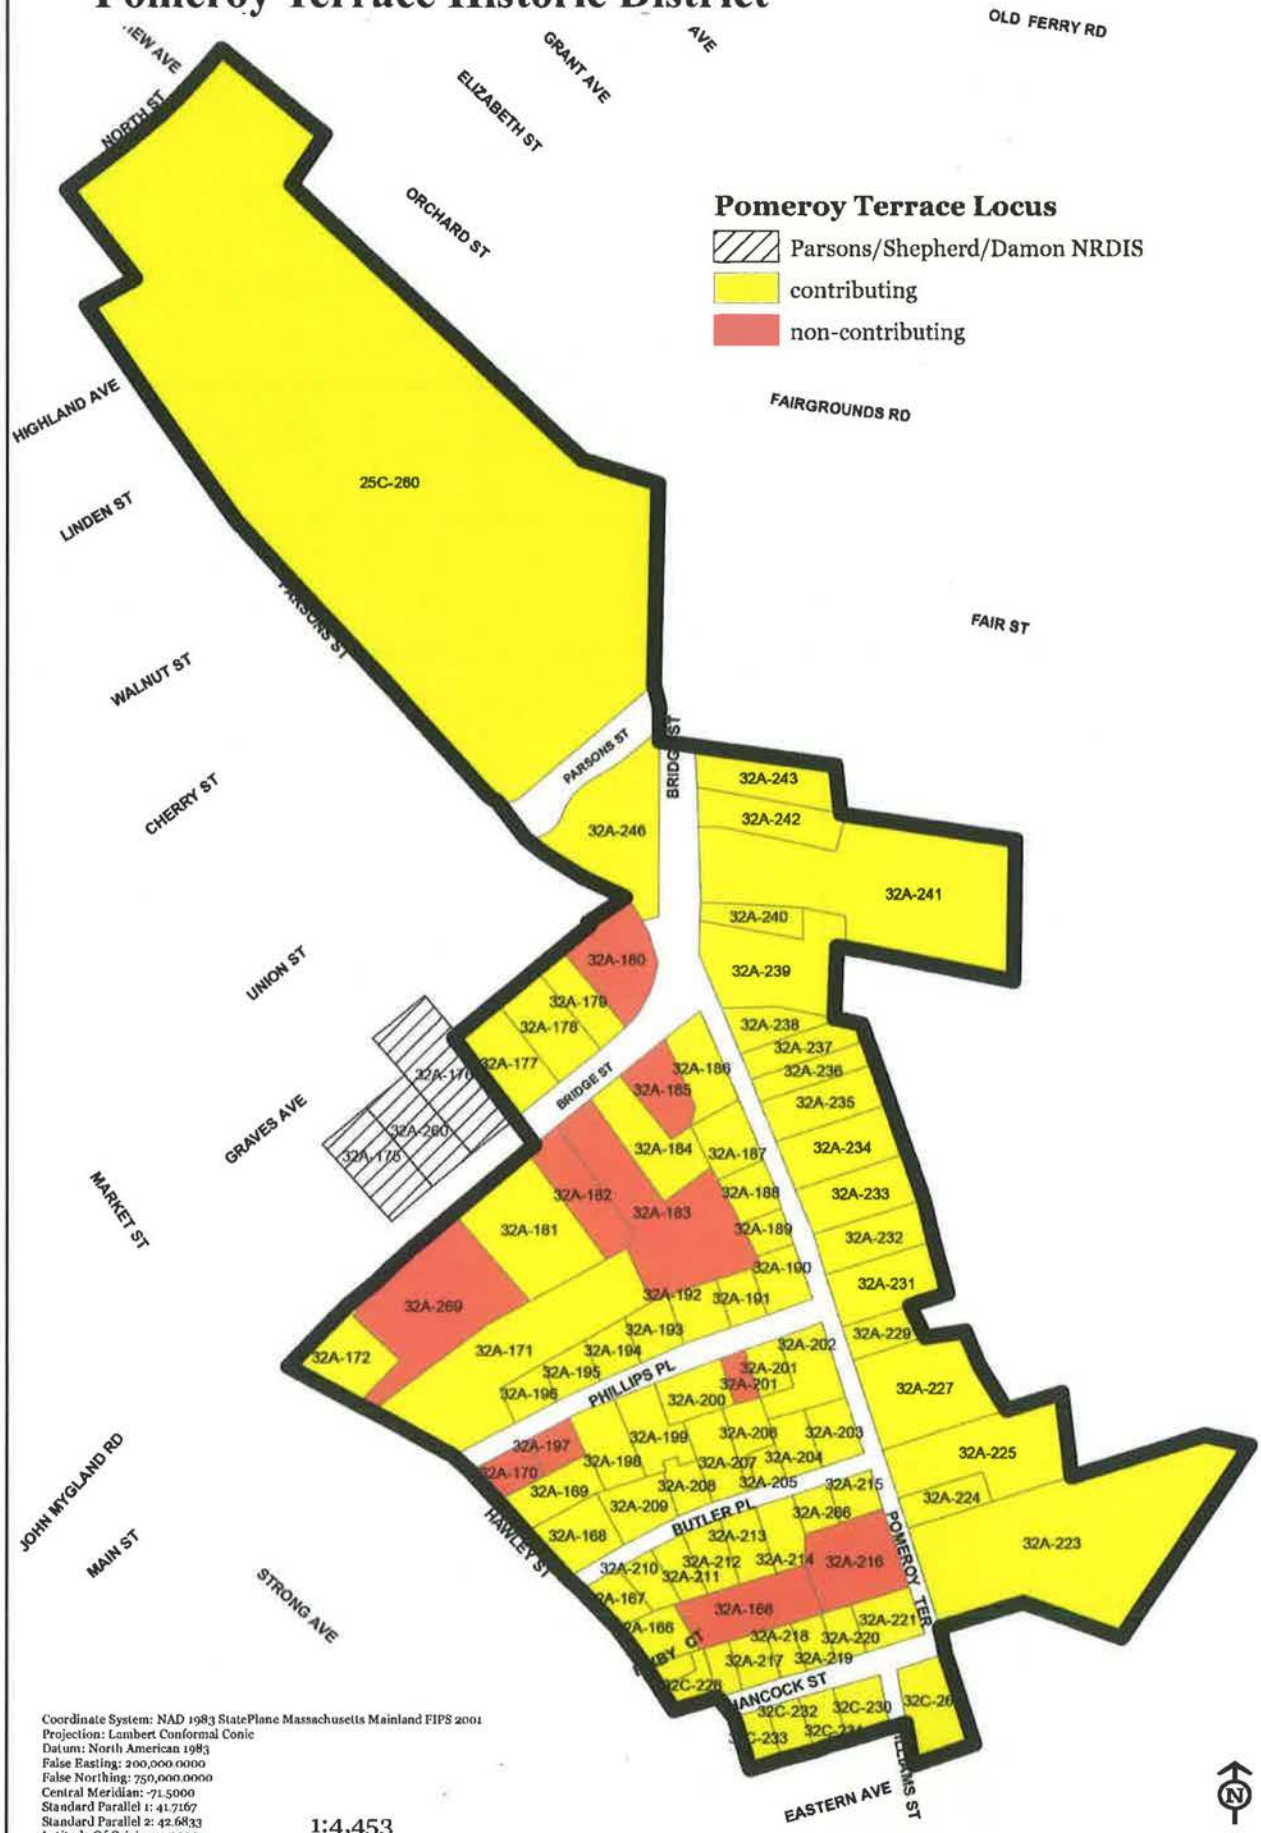 Pomeroy Terrace Historic District
OLD FERRY RD
AVE
GRANT AVE
ELIZABETH ST
AVE
NORTH ST
ORCHARD ST
Pomeroy Terrace Locus
Parsons/Shepherd/Damon NRDIS
contributing
non-contributing
HIGHLAND AVE
FAIRGROUNDS RD
25C-260
LINDEN ST
PARSONS ST
FAIR ST
WALNUT ST
BRIDGE ST
PARSONS ST
CHERRY ST
32A-243
32A-242
32A-246
32A-241
32A-240
32A-180
32A-239
UNION ST
32A-179
32A-178
32A-238
32A-237
32A-177
32A-236
32A-176
BRIDGE ST
32A-186
32A-185
32A-235
GRAVES AVE
32A-260
32A-175
32A-184
32A-187
32A-234
MARKET ST
32A-182
32A-188
32A-233
32A-183
32A-181
32A-189
32A-232
32A-190
32A-231
32A-269
32A-192
32A-191
32A-193
32A-229
32A-172
32A-171
32A-194
32A-202
32A-195
32A-201
32A-196
PHILLIPS PL
32A-201
32A-200
32A-227
32A-197
32A-199
32A-206
32A-203
JOHN MYGLAND RD
32A-170
32A-198
32A-207
32A-204
32A-225
32A-169
32A-208
32A-205
32A-215
32A-209
32A-224
HAWLEY ST
BUTLER PL
32A-266
32A-168
32A-213
POMEROY TER
32A-223
MAIN ST
32A-210
32A-212
32A-214
32A-216
32A-211
STRONG AVE
32A-167
32A-168
2A-166
32A-221
32A-218
32A-220
CT
32A-217
32A-219
32C-228
HANCOCK ST
32C-232
32C-230
32C-26
C-233
EASTERN AVE
Coordinate System: NAD 1983 StatePlane Massachusetts Mainland FIPS 2001
Projection: Lambert Conformal Conic
Datum: North American 1983
False Easting: 200,000.0000
False Northing: 750,000.0000
Central Meridian: -71.5000
Standard Parallel 1: 41.7167
Standard Parallel 2: 42.6833
1:4,453
N